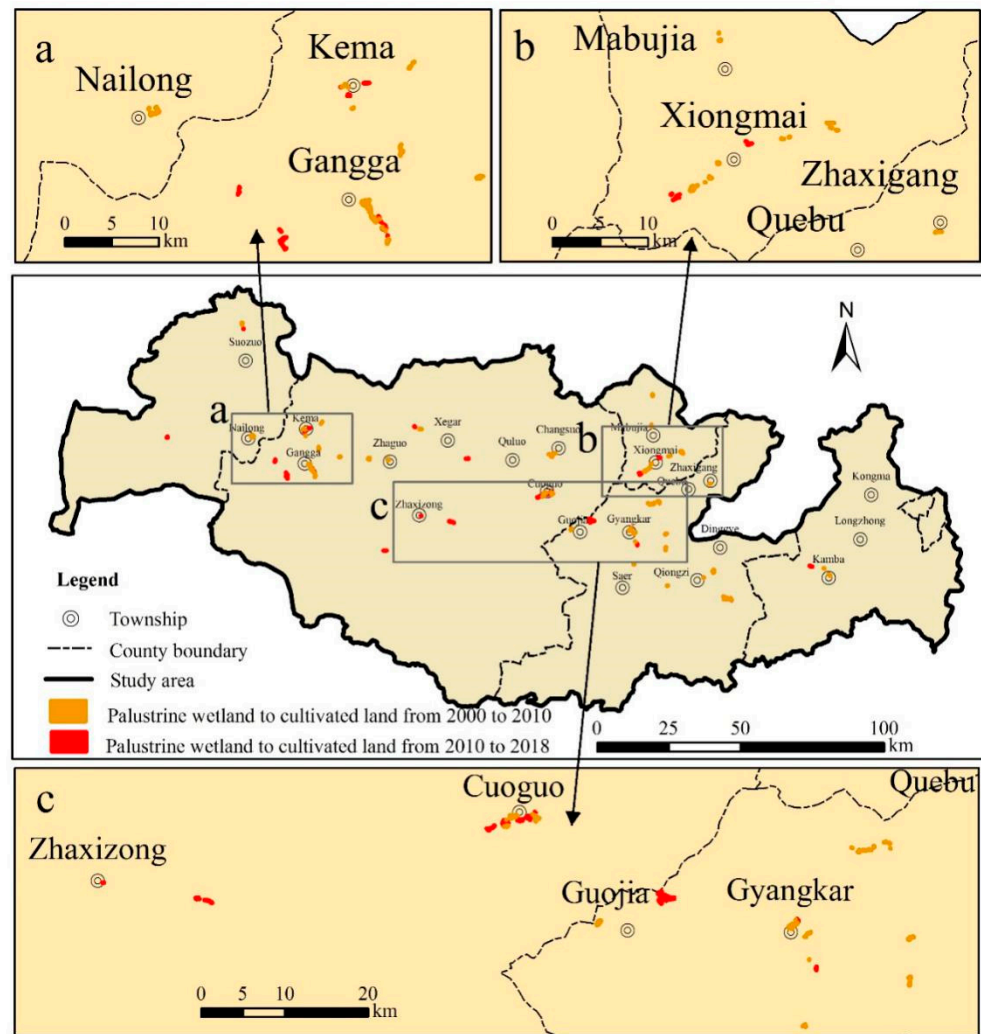 a
Nailong
Kema
Gangga
0 5 10
km
b
Mabujia
Xiongmai
Zhaxigang
Quebu
0 5 10
km
N
Suozuo
a
Nailong
Kema
Gangga
Zhaguo
Xegar
Quluo
Changsuo
b
Mabujia
Xiongmai
Zhaxigang
Quebu
c
Zhaxizong
Cuoguo
Guojia
Gyangkar
Dinggye
Saer
Qiongzi
Kongma
Longzhong
Kamba
Legend
Township
County boundary
Study area
Palustrine wetland to cultivated land from 2000 to 2010
Palustrine wetland to cultivated land from 2010 to 2018
0 25 50 100
km
c
Cuoguo
Quebu
Zhaxizong
Guojia
Gyangkar
0 5 10 20
km